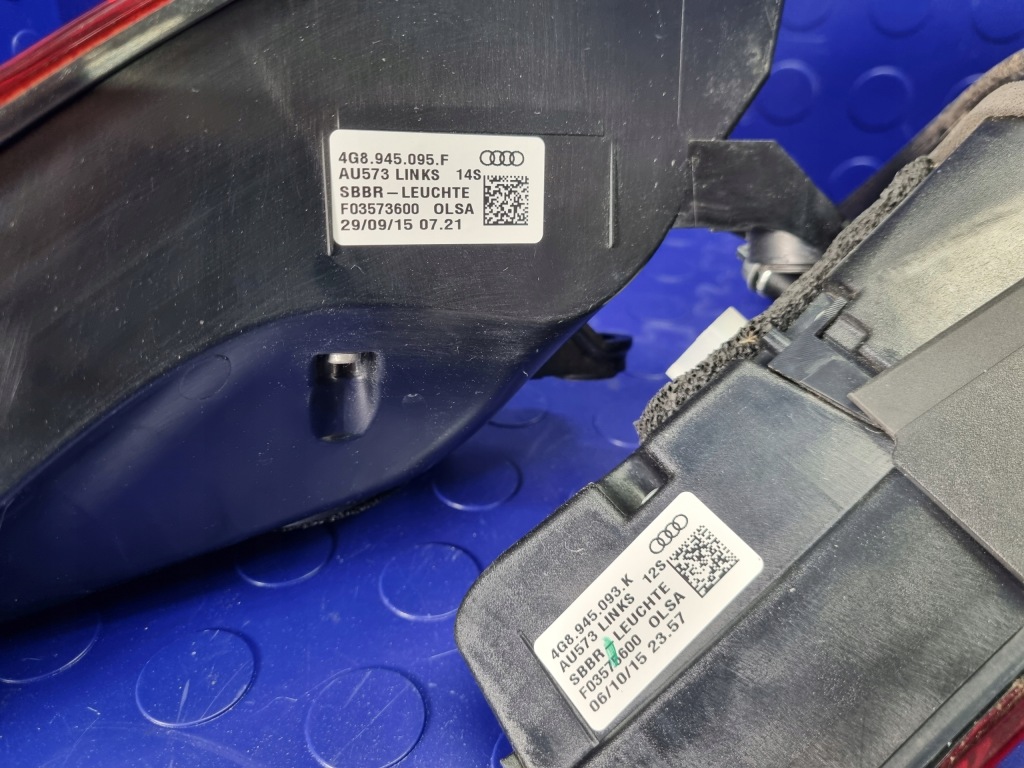 4G8.945.095.F
AU573 LINKS 14S
SBBR-LEUCHTE
F03573600 OLSA
29/09/15 07.21
4G8.945.093.K
AU573 LINKS 12S
SBBR-LEUCHTE
F03573600 OLSA
06/10/15 23.57